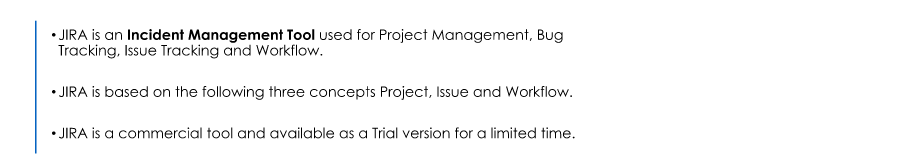 • JIRA is an Incident Management Tool used for Project Management, Bug
Tracking, Issue Tracking and Workflow.
• JIRA is based on the following three concepts Project, Issue and Workflow.
• JIRA is a commercial tool and available as a Trial version for a limited time.